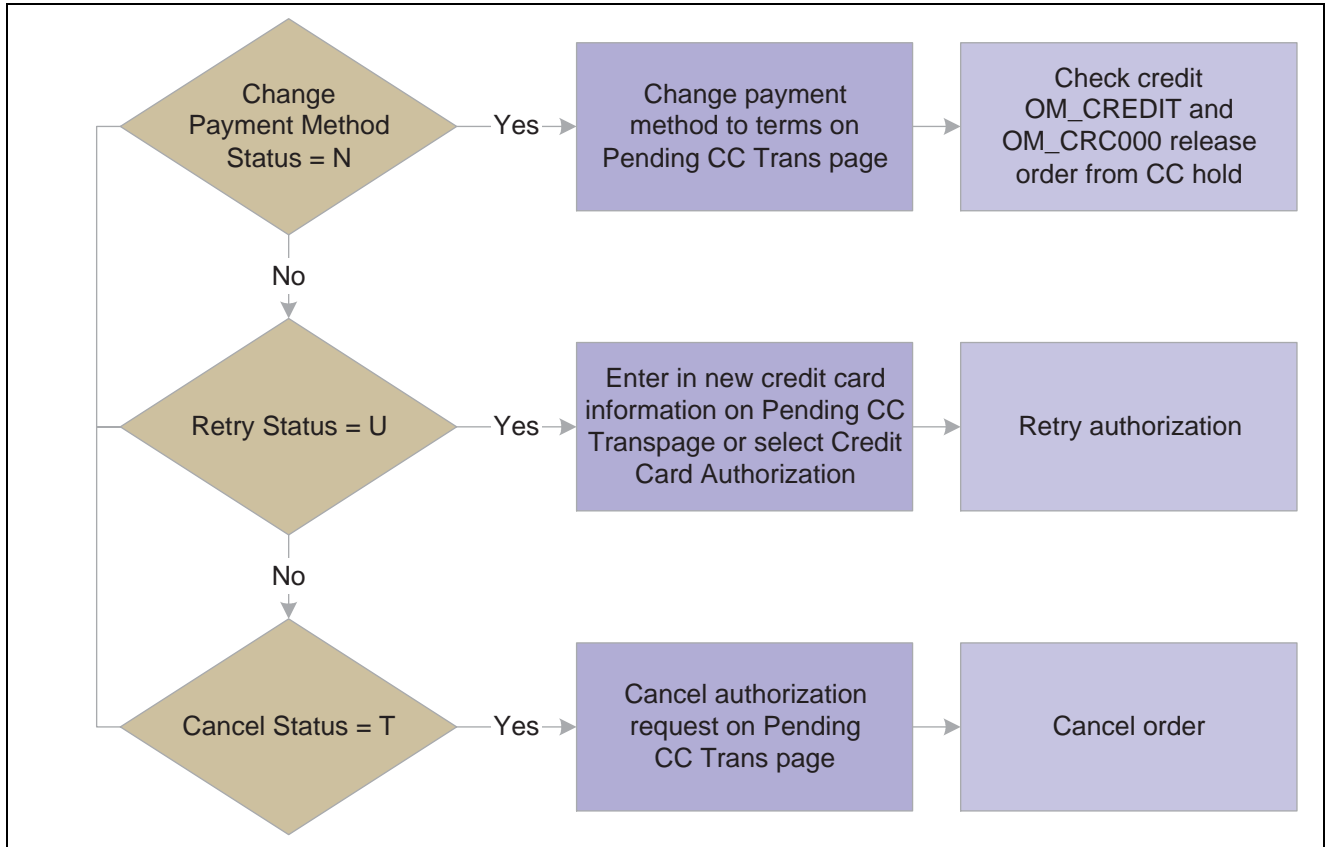 Change
Payment Method
Status = N
Yes
Change payment
method to terms on
Pending CC Trans page
Check credit
OM_CREDIT and
OM_CRC000 release
order from CC hold
No
Retry Status = U
Yes
Enter in new credit card
information on Pending CC
Transpage or select Credit
Card Authorization
Retry authorization
No
Cancel Status = T
Yes
Cancel authorization
request on Pending
CC Trans page
Cancel order